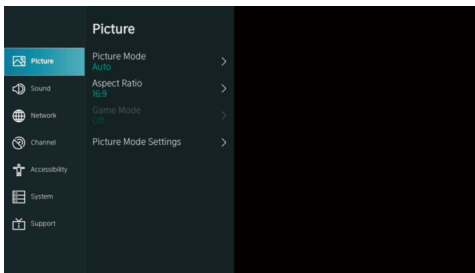 Picture
Picture
Sound
Network
Channel
Accessibility
System
Support
Picture Mode
Auto
Aspect Ratio
16:9
Game Mode
Off
Picture Mode Settings